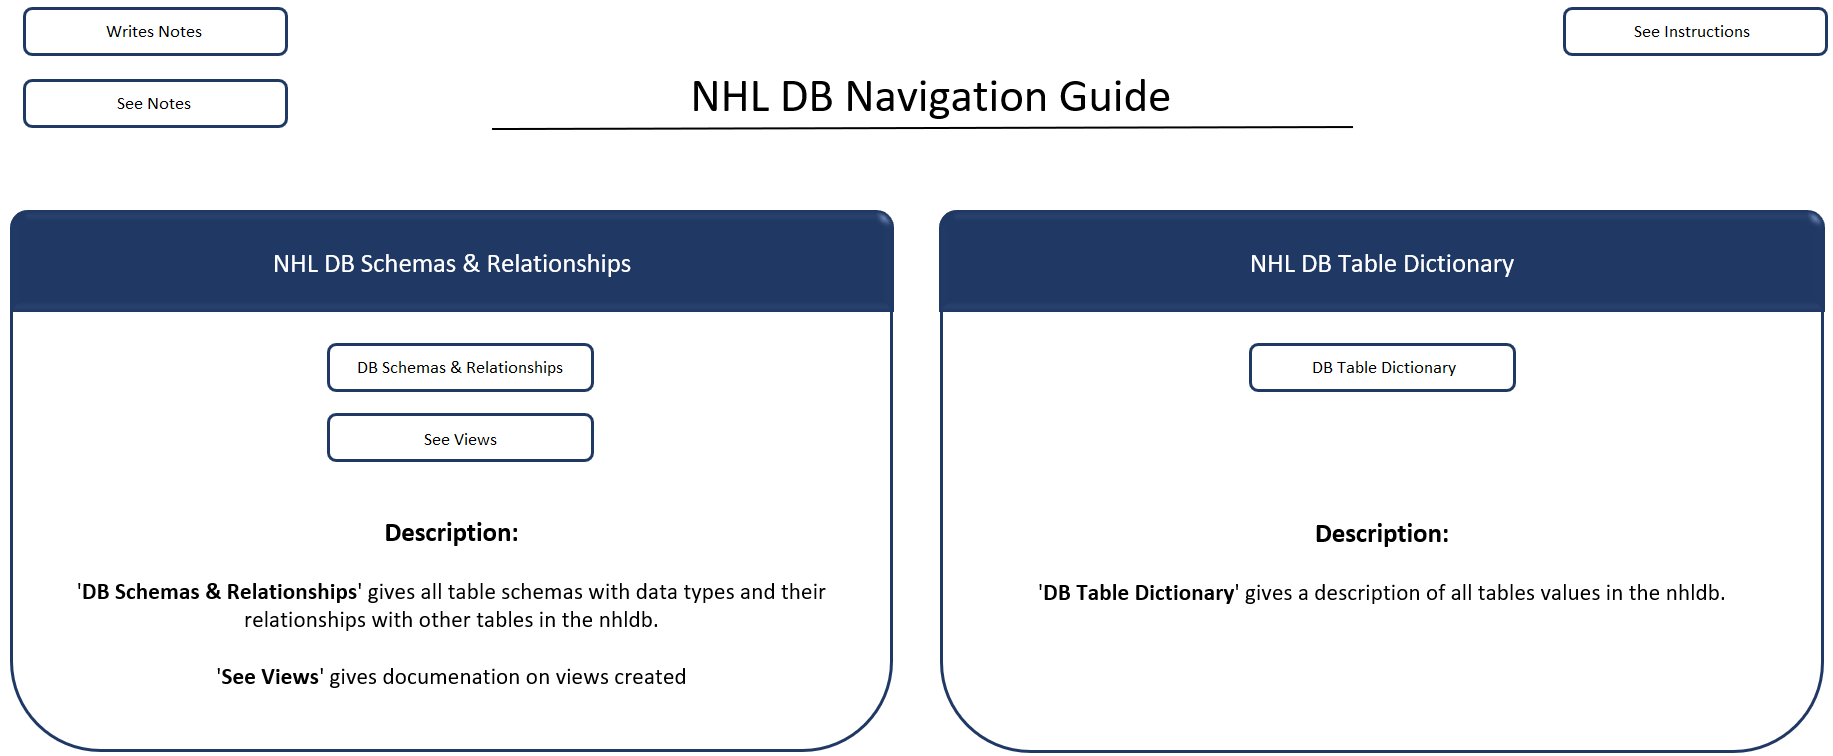 Writes Notes
See Instructions
See Notes
NHL DB Navigation Guide
NHL DB Schemas & Relationships
DB Schemas & Relationships
See Views
Description:
'DB Schemas & Relationships' gives all table schemas with data types and their
relationships with other tables in the nhldb.
'See Views' gives documenation on views created
NHL DB Table Dictionary
DB Table Dictionary
Description:
'DB Table Dictionary' gives a description of all tables values in the nhldb.